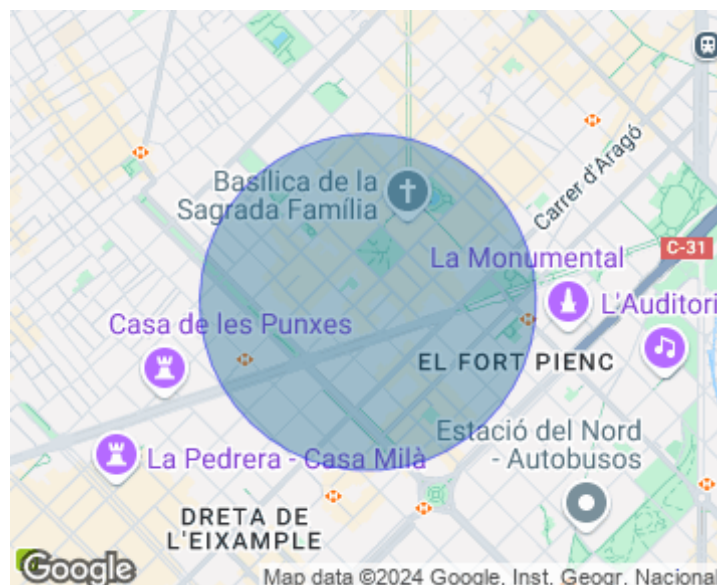 Basílica de la
Sagrada Família
Carrer d'Aragó
C-31
La Monumental
L'Auditori
Casa de les Punxes
EL FORT PIENC
Estació del Nord
- Autobusos
La Pedrera - Casa Milà
DRETA DE
L'EIXAMPLE
Google
Map data ©2024 Google, Inst. Geogr. Nacional